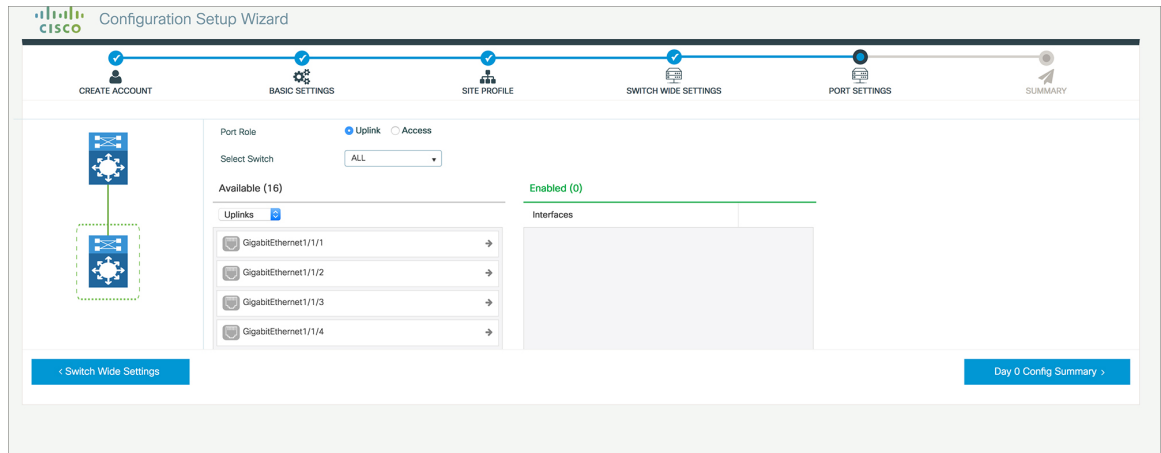 CISCO Configuration Setup Wizard
CREATE ACCOUNT BASIC SETTINGS SITE PROFILE SWITCH WIDE SETTINGS PORT SETTINGS SUMMARY
Port Role Uplink Access
Select Switch ALL
Available (16) Enabled (0)
Uplinks Interfaces
GigabitEthernet1/1/1
GigabitEthernet1/1/2
GigabitEthernet1/1/3
GigabitEthernet1/1/4
< Switch Wide Settings Day 0 Config Summary >